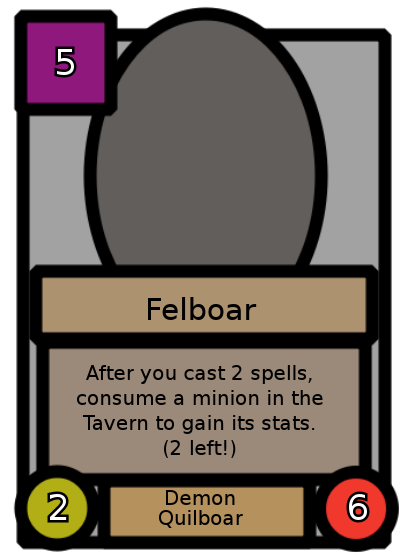 5
Felboar
After you cast 2 spells,
consume a minion in the
Tavern to gain its stats.
(2 left!)
2
Demon
Quilboar
6